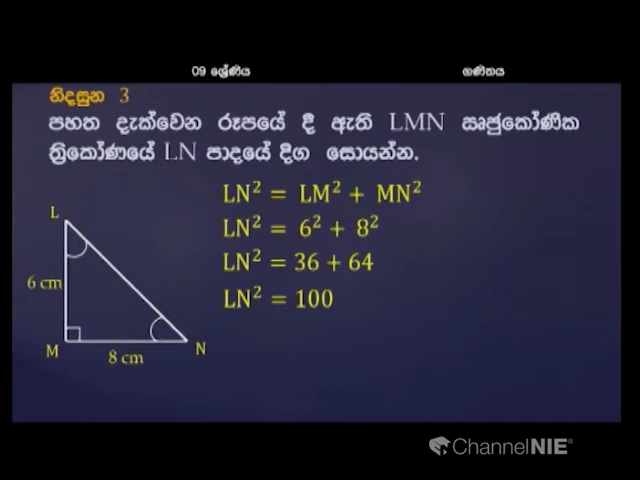 09 ශ්‍රේණිය ගණිතය
නිදසුන 3
පහත දැක්වෙන රූපයේ දී ඇති LMN ඍජුකෝණික
ත්‍රිකෝණයේ LN පාදයේ දිග සොයන්න.
LN² = LM² + MN²
LN² = 6² + 8²
LN² = 36 + 64
LN² = 100
L
6 cm
M
8 cm
N
ChannelNIE